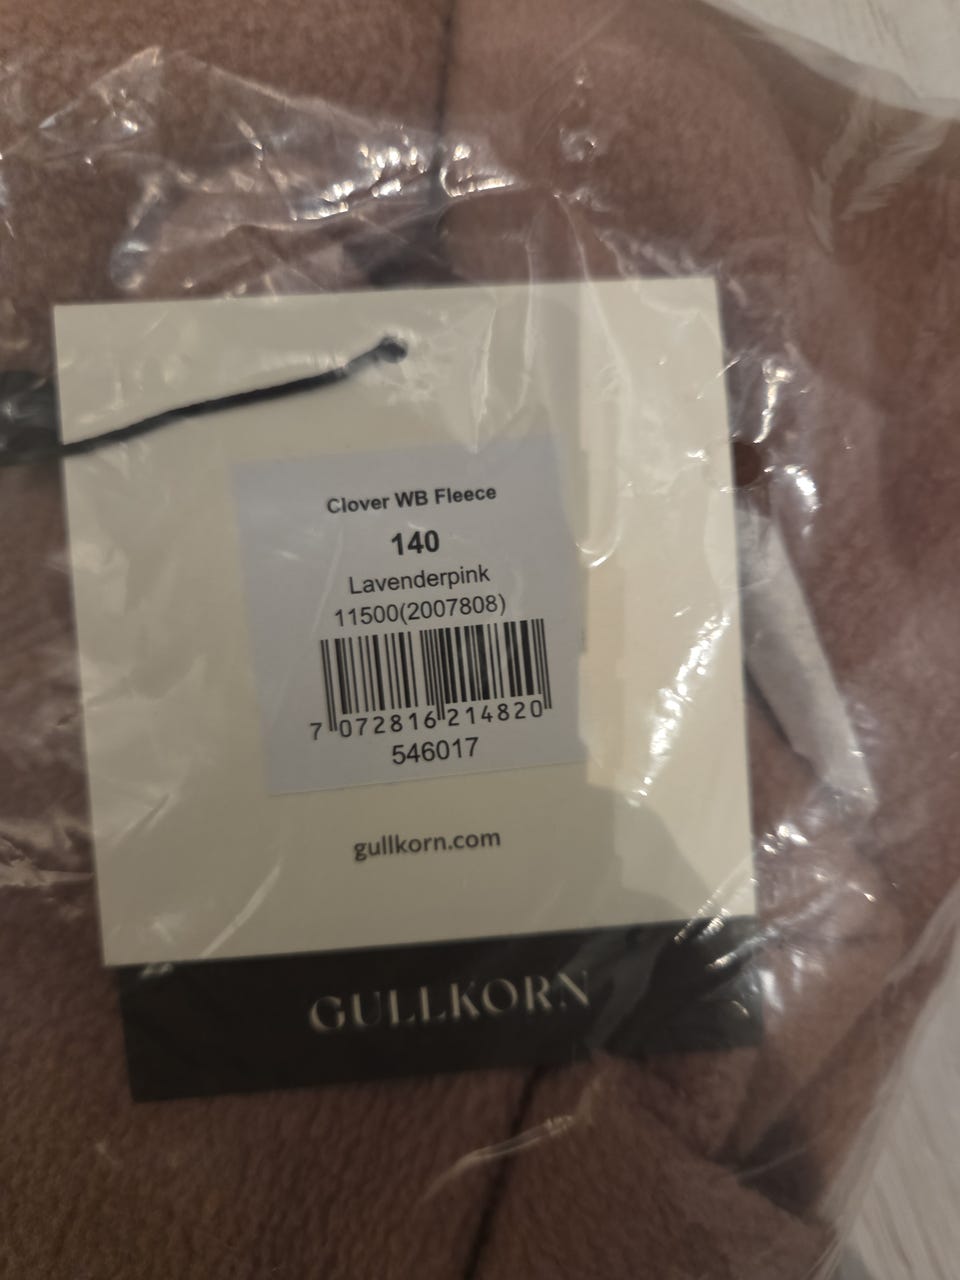 Clover WB Fleece
140
Lavenderpink
11500(2007808)
7 072816 214820
546017
gullkorn.com
GULLKORN